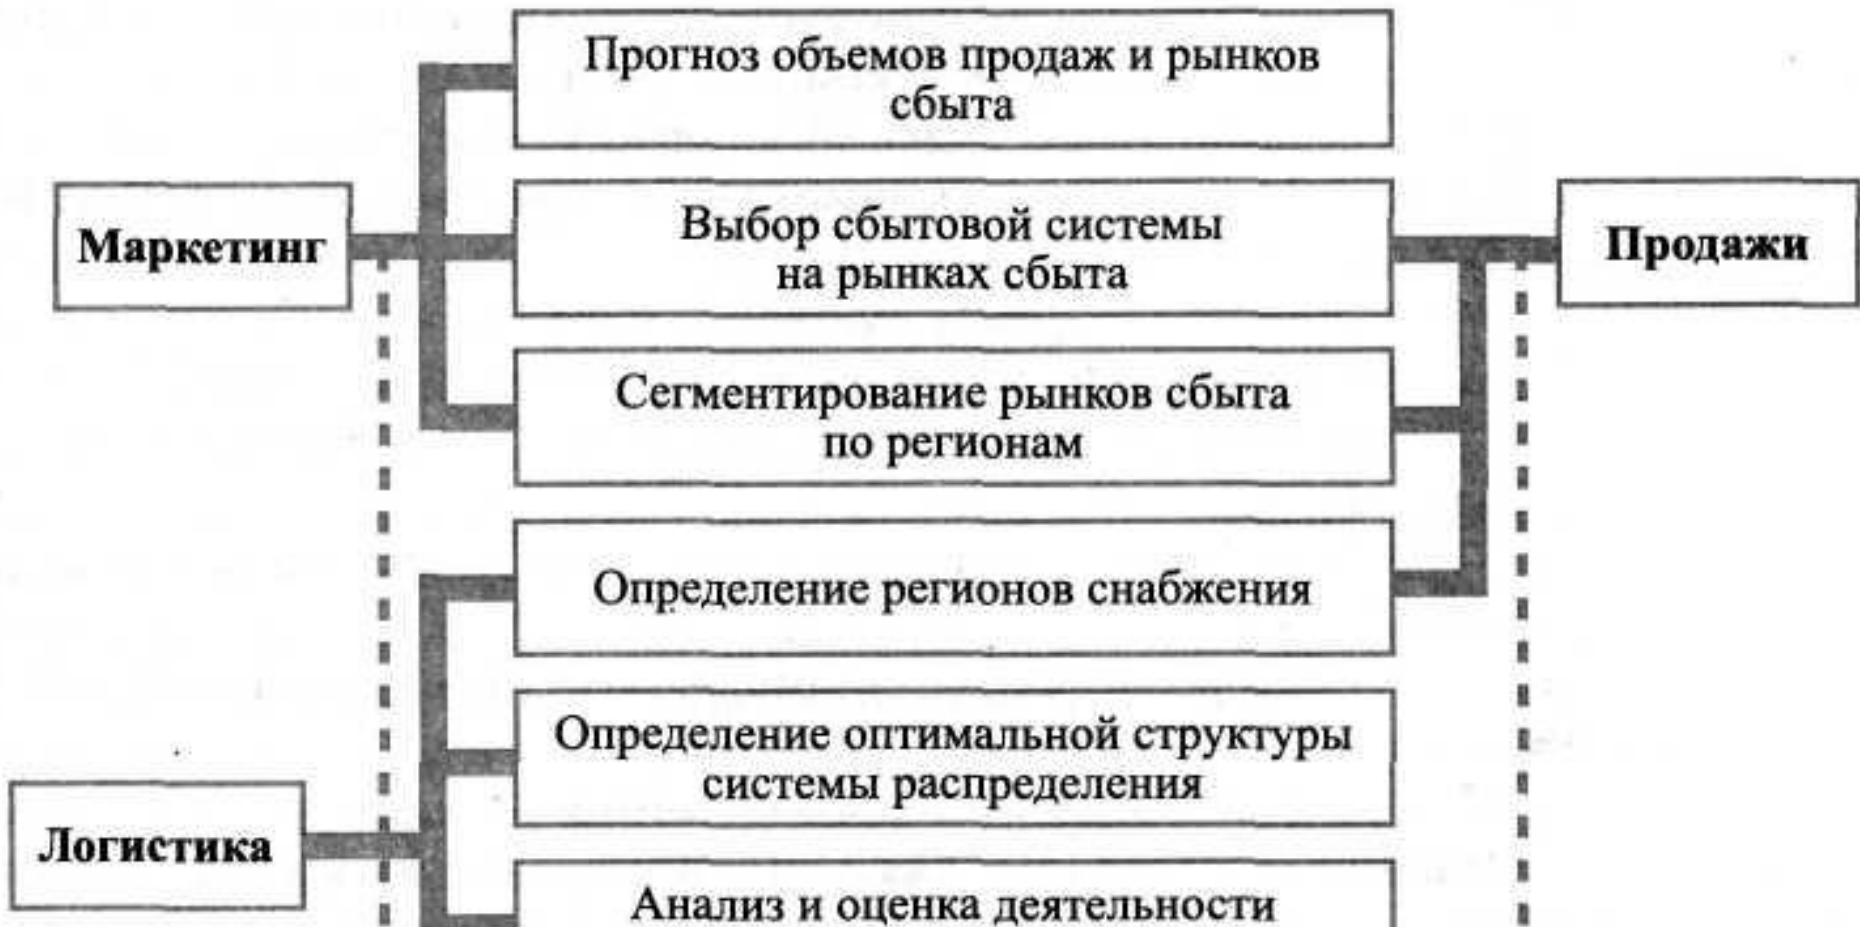 Прогноз объемов продаж и рынков
сбыта
Маркетинг
Выбор сбытовой системы
на рынках сбыта
Продажи
Сегментирование рынков сбыта
по регионам
Определение регионов снабжения
Определение оптимальной структуры
системы распределения
Логистика
Анализ и оценка деятельности